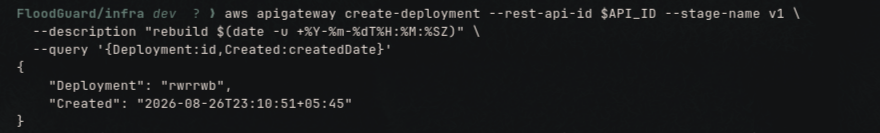 FloodGuard/infra dev ? ❯ aws apigateway create-deployment --rest-api-id $API_ID --stage-name v1 \
--description "rebuild $(date -u +%Y-%m-%dT%H:%M:%SZ)" \
--query '{Deployment:id,Created:createdDate}'
{
"Deployment": "rwrrwb",
"Created": "2026-08-26T23:10:51+05:45"
}